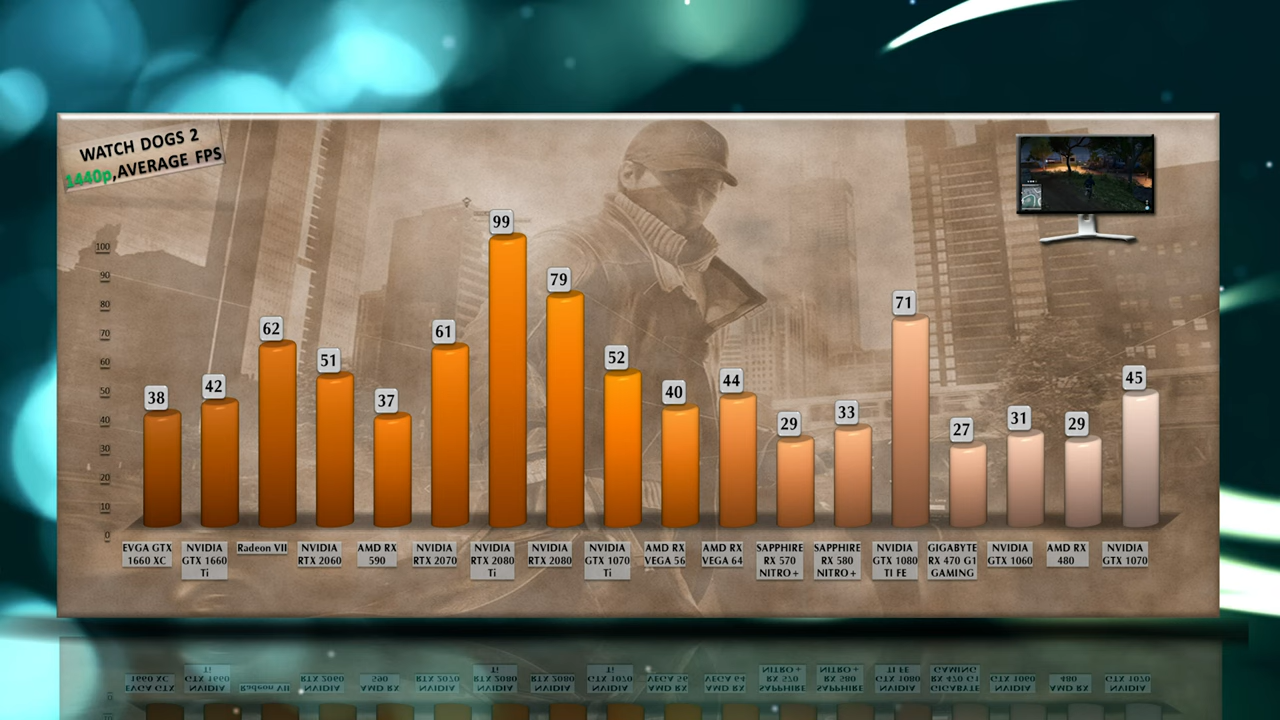 WATCH DOGS 2
1440p,AVERAGE FPS
100
90
80
70
60
50
40
30
20
10
0
38
42
62
51
37
61
99
79
52
40
44
29
33
71
27
31
29
45
EVGA GTX
1660 XC
NVIDIA
GTX 1660
Ti
Radeon VII
NVIDIA
RTX 2060
AMD RX
590
NVIDIA
RTX 2070
NVIDIA
RTX 2080
Ti
NVIDIA
RTX 2080
NVIDIA
GTX 1070
Ti
AMD RX
VEGA 56
AMD RX
VEGA 64
SAPPHIRE
RX 570
NITRO+
SAPPHIRE
RX 580
NITRO+
NVIDIA
GTX 1080
TI FE
GIGABYTE
RX 470 G1
GAMING
NVIDIA
GTX 1060
AMD RX
480
NVIDIA
GTX 1070